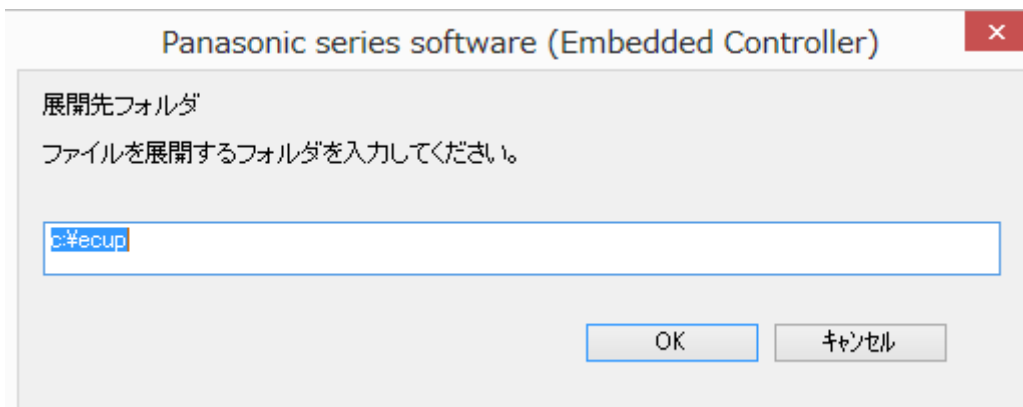 Panasonic series software (Embedded Controller)
展開先フォルダ
ファイルを展開するフォルダを入力してください。
c:¥ecup
OK
キャンセル